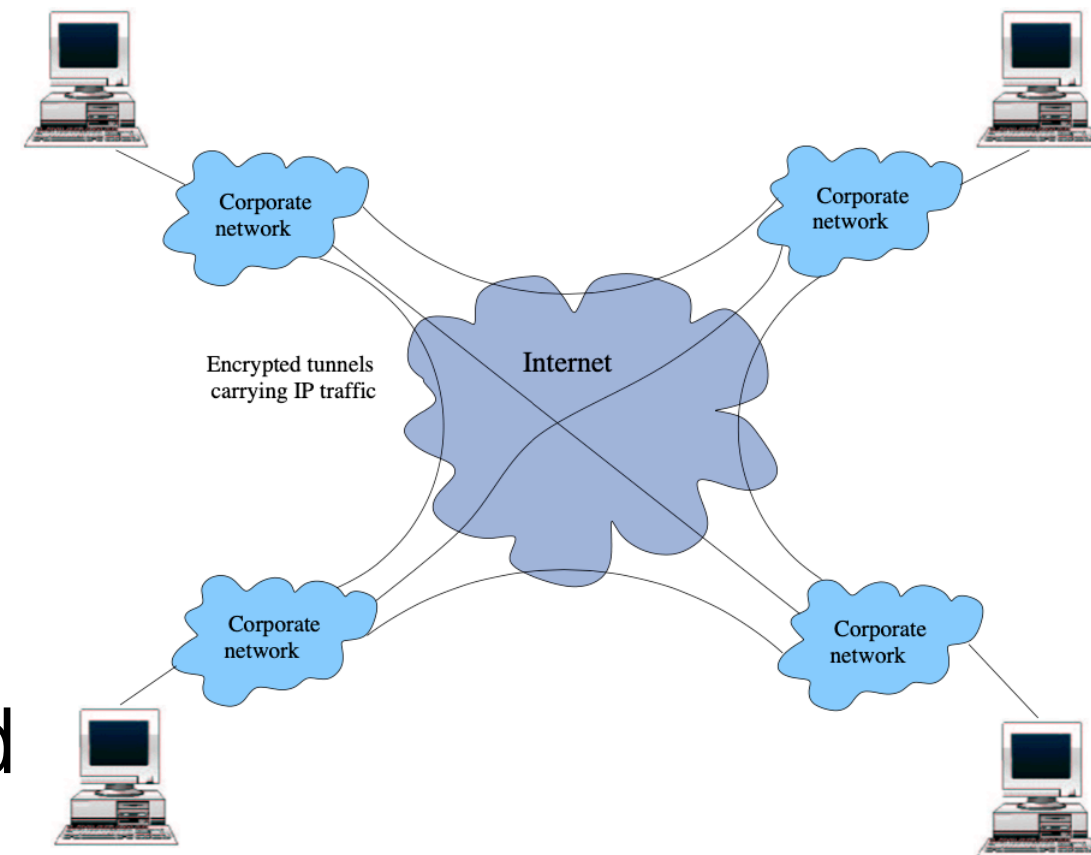 Corporate
network
Corporate
network
Internet
Encrypted tunnels
carrying IP traffic
Corporate
network
Corporate
network
d